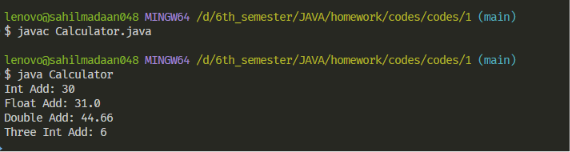 lenovo@sahilmadaan048 MINGW64 /d/6th_semester/JAVA/homework/codes/codes/1 (main)
$ javac Calculator.java
lenovo@sahilmadaan048 MINGW64 /d/6th_semester/JAVA/homework/codes/codes/1 (main)
$ java Calculator
Int Add: 30
Float Add: 31.0
Double Add: 44.66
Three Int Add: 6